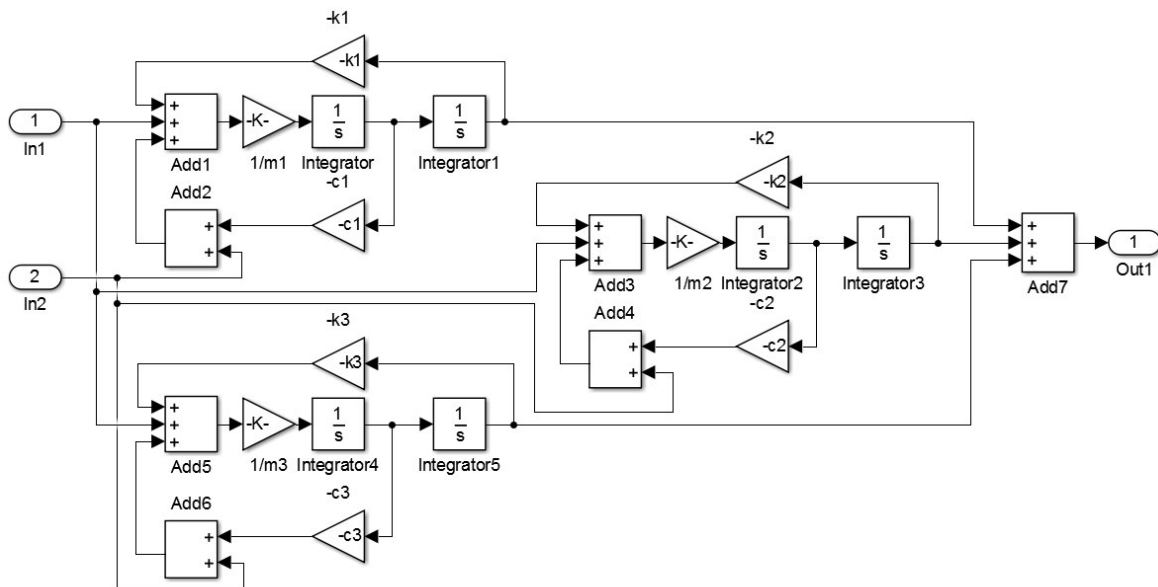 -k1
-k1
1
In1
+
+
+
Add1
-K-
1/m1
1
s
Integrator
1
s
Integrator1
-c1
-c1
Add2
+
+
2
In2
-k2
-k2
+
+
+
Add3
-K-
1/m2
1
s
Integrator2
1
s
Integrator3
-c2
-c2
Add4
+
+
+
+
+
Add7
1
Out1
-k3
-k3
+
+
+
Add5
-K-
1/m3
1
s
Integrator4
1
s
Integrator5
-c3
-c3
Add6
+
+